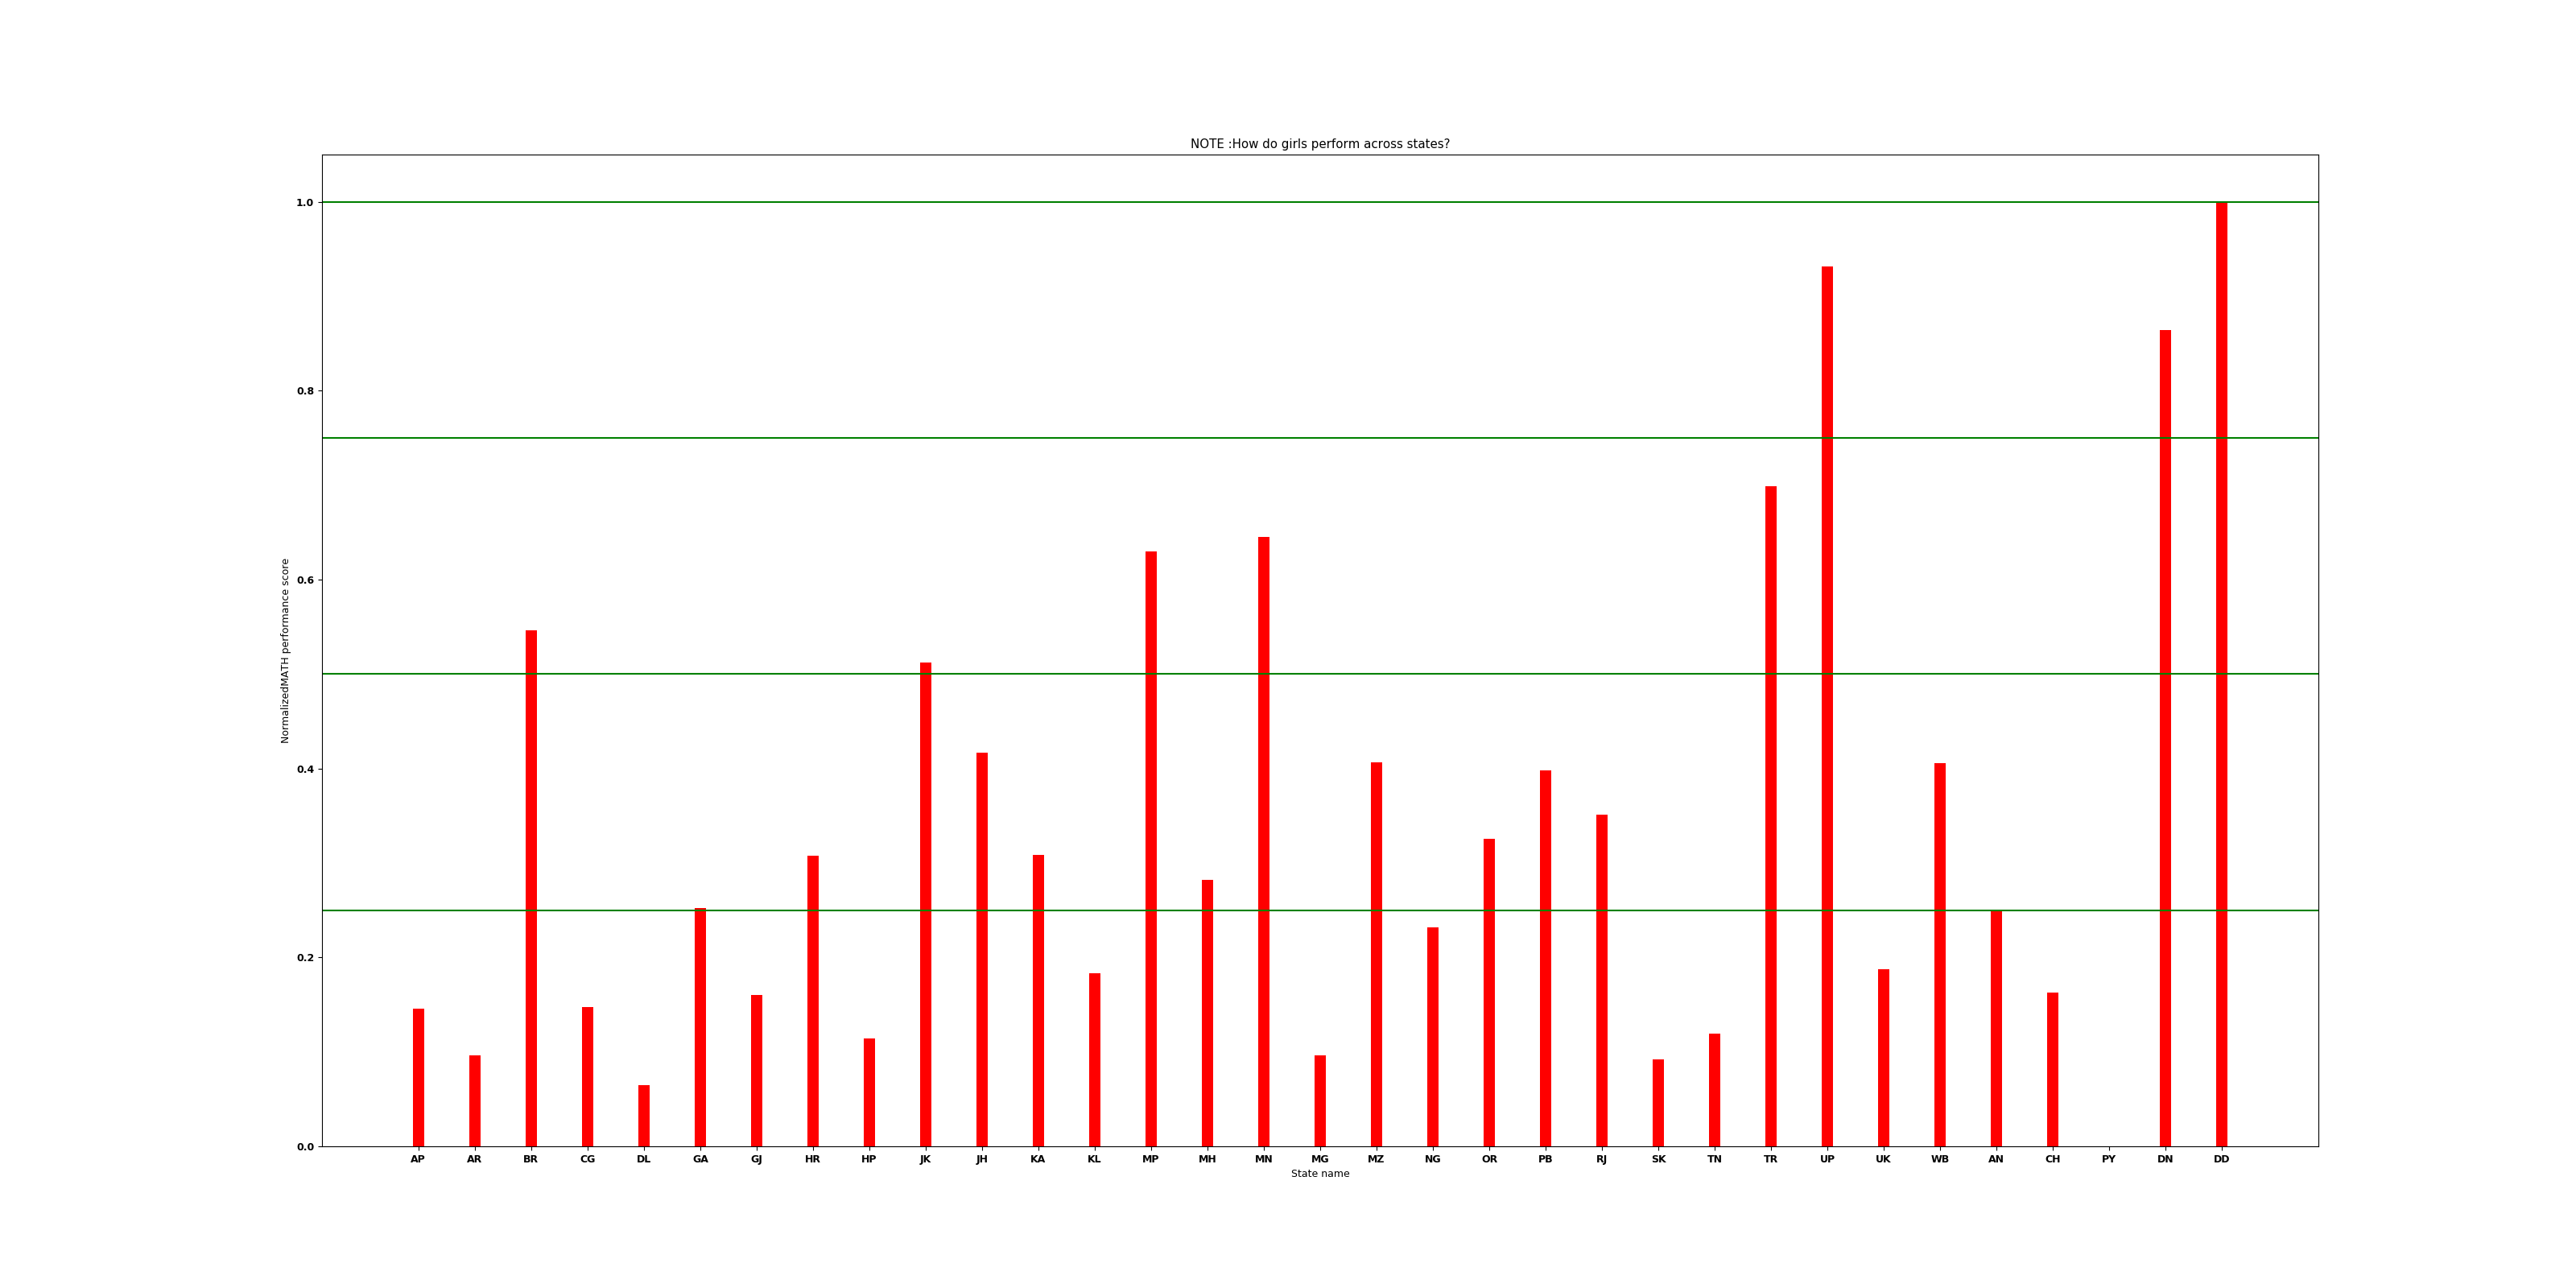 NOTE :How do girls perform across states?
1.0
0.8
0.6
0.4
0.2
0.0
NormalizedMATH performance score
AP AR BR CG DL GA GJ HR HP JK JH KA KL MP MH MN MG MZ NG OR PB RJ SK TN TR UP UK WB AN CH PY DN DD
State name